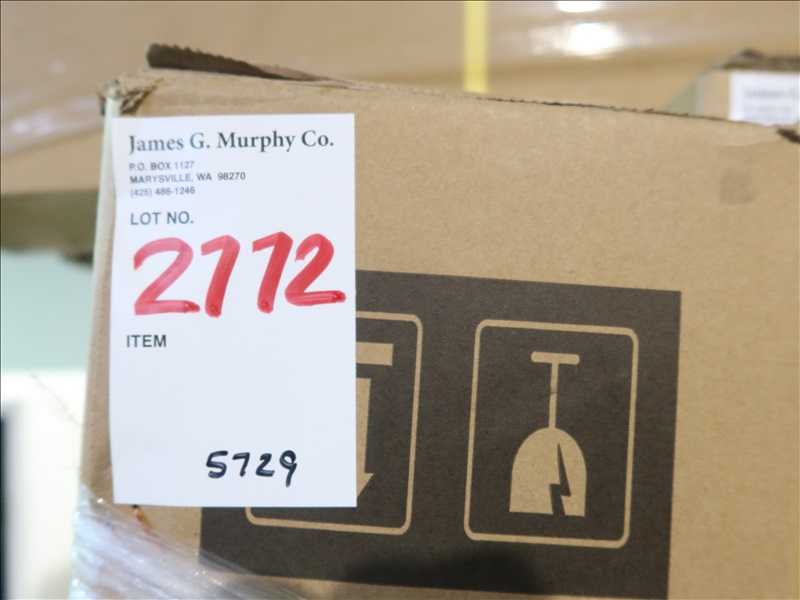 James G. Murphy Co.
P.O. BOX 1127
MARYSVILLE, WA 98270
(425) 486-1246
LOT NO.
2772
ITEM
5729